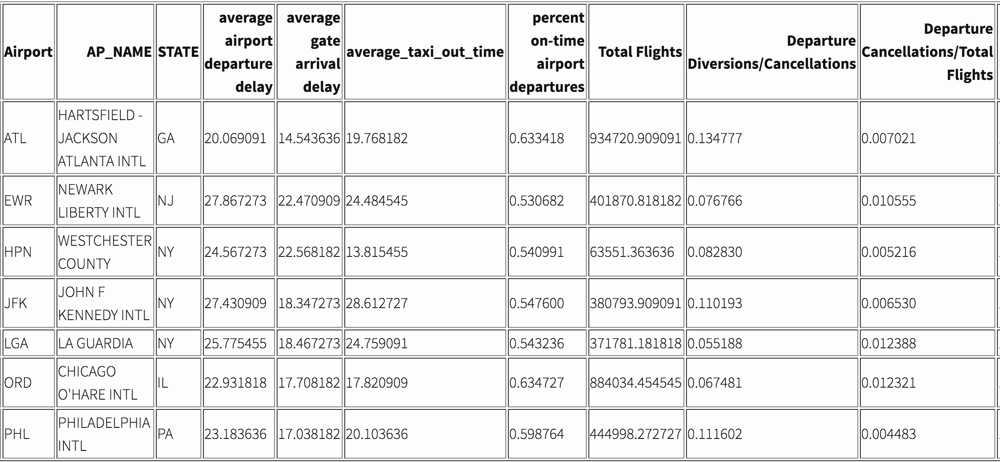 Airport AP_NAME STATE average airport departure delay average gate arrival delay average_taxi_out_time percent on-time airport departures Total Flights Departure Diversions/Cancellations Departure Cancellations/Total Flights
ATL HARTSFIELD - JACKSON ATLANTA INTL GA 20.069091 14.543636 19.768182 0.633418 934720.909091 0.134777 0.007021
EWR NEWARK LIBERTY INTL NJ 27.867273 22.470909 24.484545 0.530682 401870.818182 0.076766 0.010555
HPN WESTCHESTER COUNTY NY 24.567273 22.568182 13.815455 0.540991 63551.363636 0.082830 0.005216
JFK JOHN F KENNEDY INTL NY 27.430909 18.347273 28.612727 0.547600 380793.909091 0.110193 0.006530
LGA LA GUARDIA NY 25.775455 18.467273 24.759091 0.543236 371781.181818 0.055188 0.012388
ORD CHICAGO O'HARE INTL IL 22.931818 17.708182 17.820909 0.634727 884034.454545 0.067481 0.012321
PHL PHILADELPHIA INTL PA 23.183636 17.038182 20.103636 0.598764 444998.272727 0.111602 0.004483